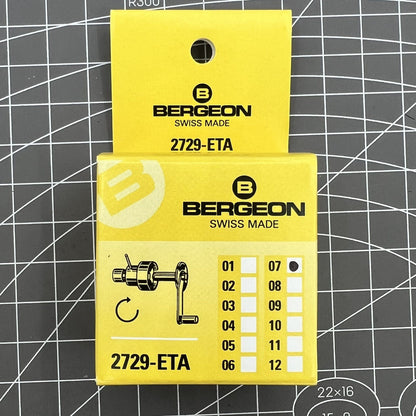 R300
B
BERGEON
SWISS MADE
2729-ETA
B
B
BERGEON
SWISS MADE
01 07
02 08
03 09
04 10
05 11
06 12
2729-ETA
22×16